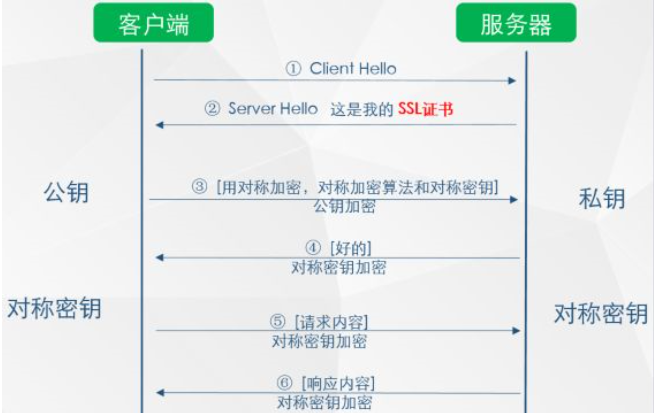 客户端
服务器
① Client Hello
② Server Hello 这是我的 SSL证书
公钥
③ [用对称加密，对称加密算法和对称密钥]
公钥加密
私钥
④ [好的]
对称密钥加密
对称密钥
对称密钥
⑤ [请求内容]
对称密钥加密
⑥ [响应内容]
对称密钥加密